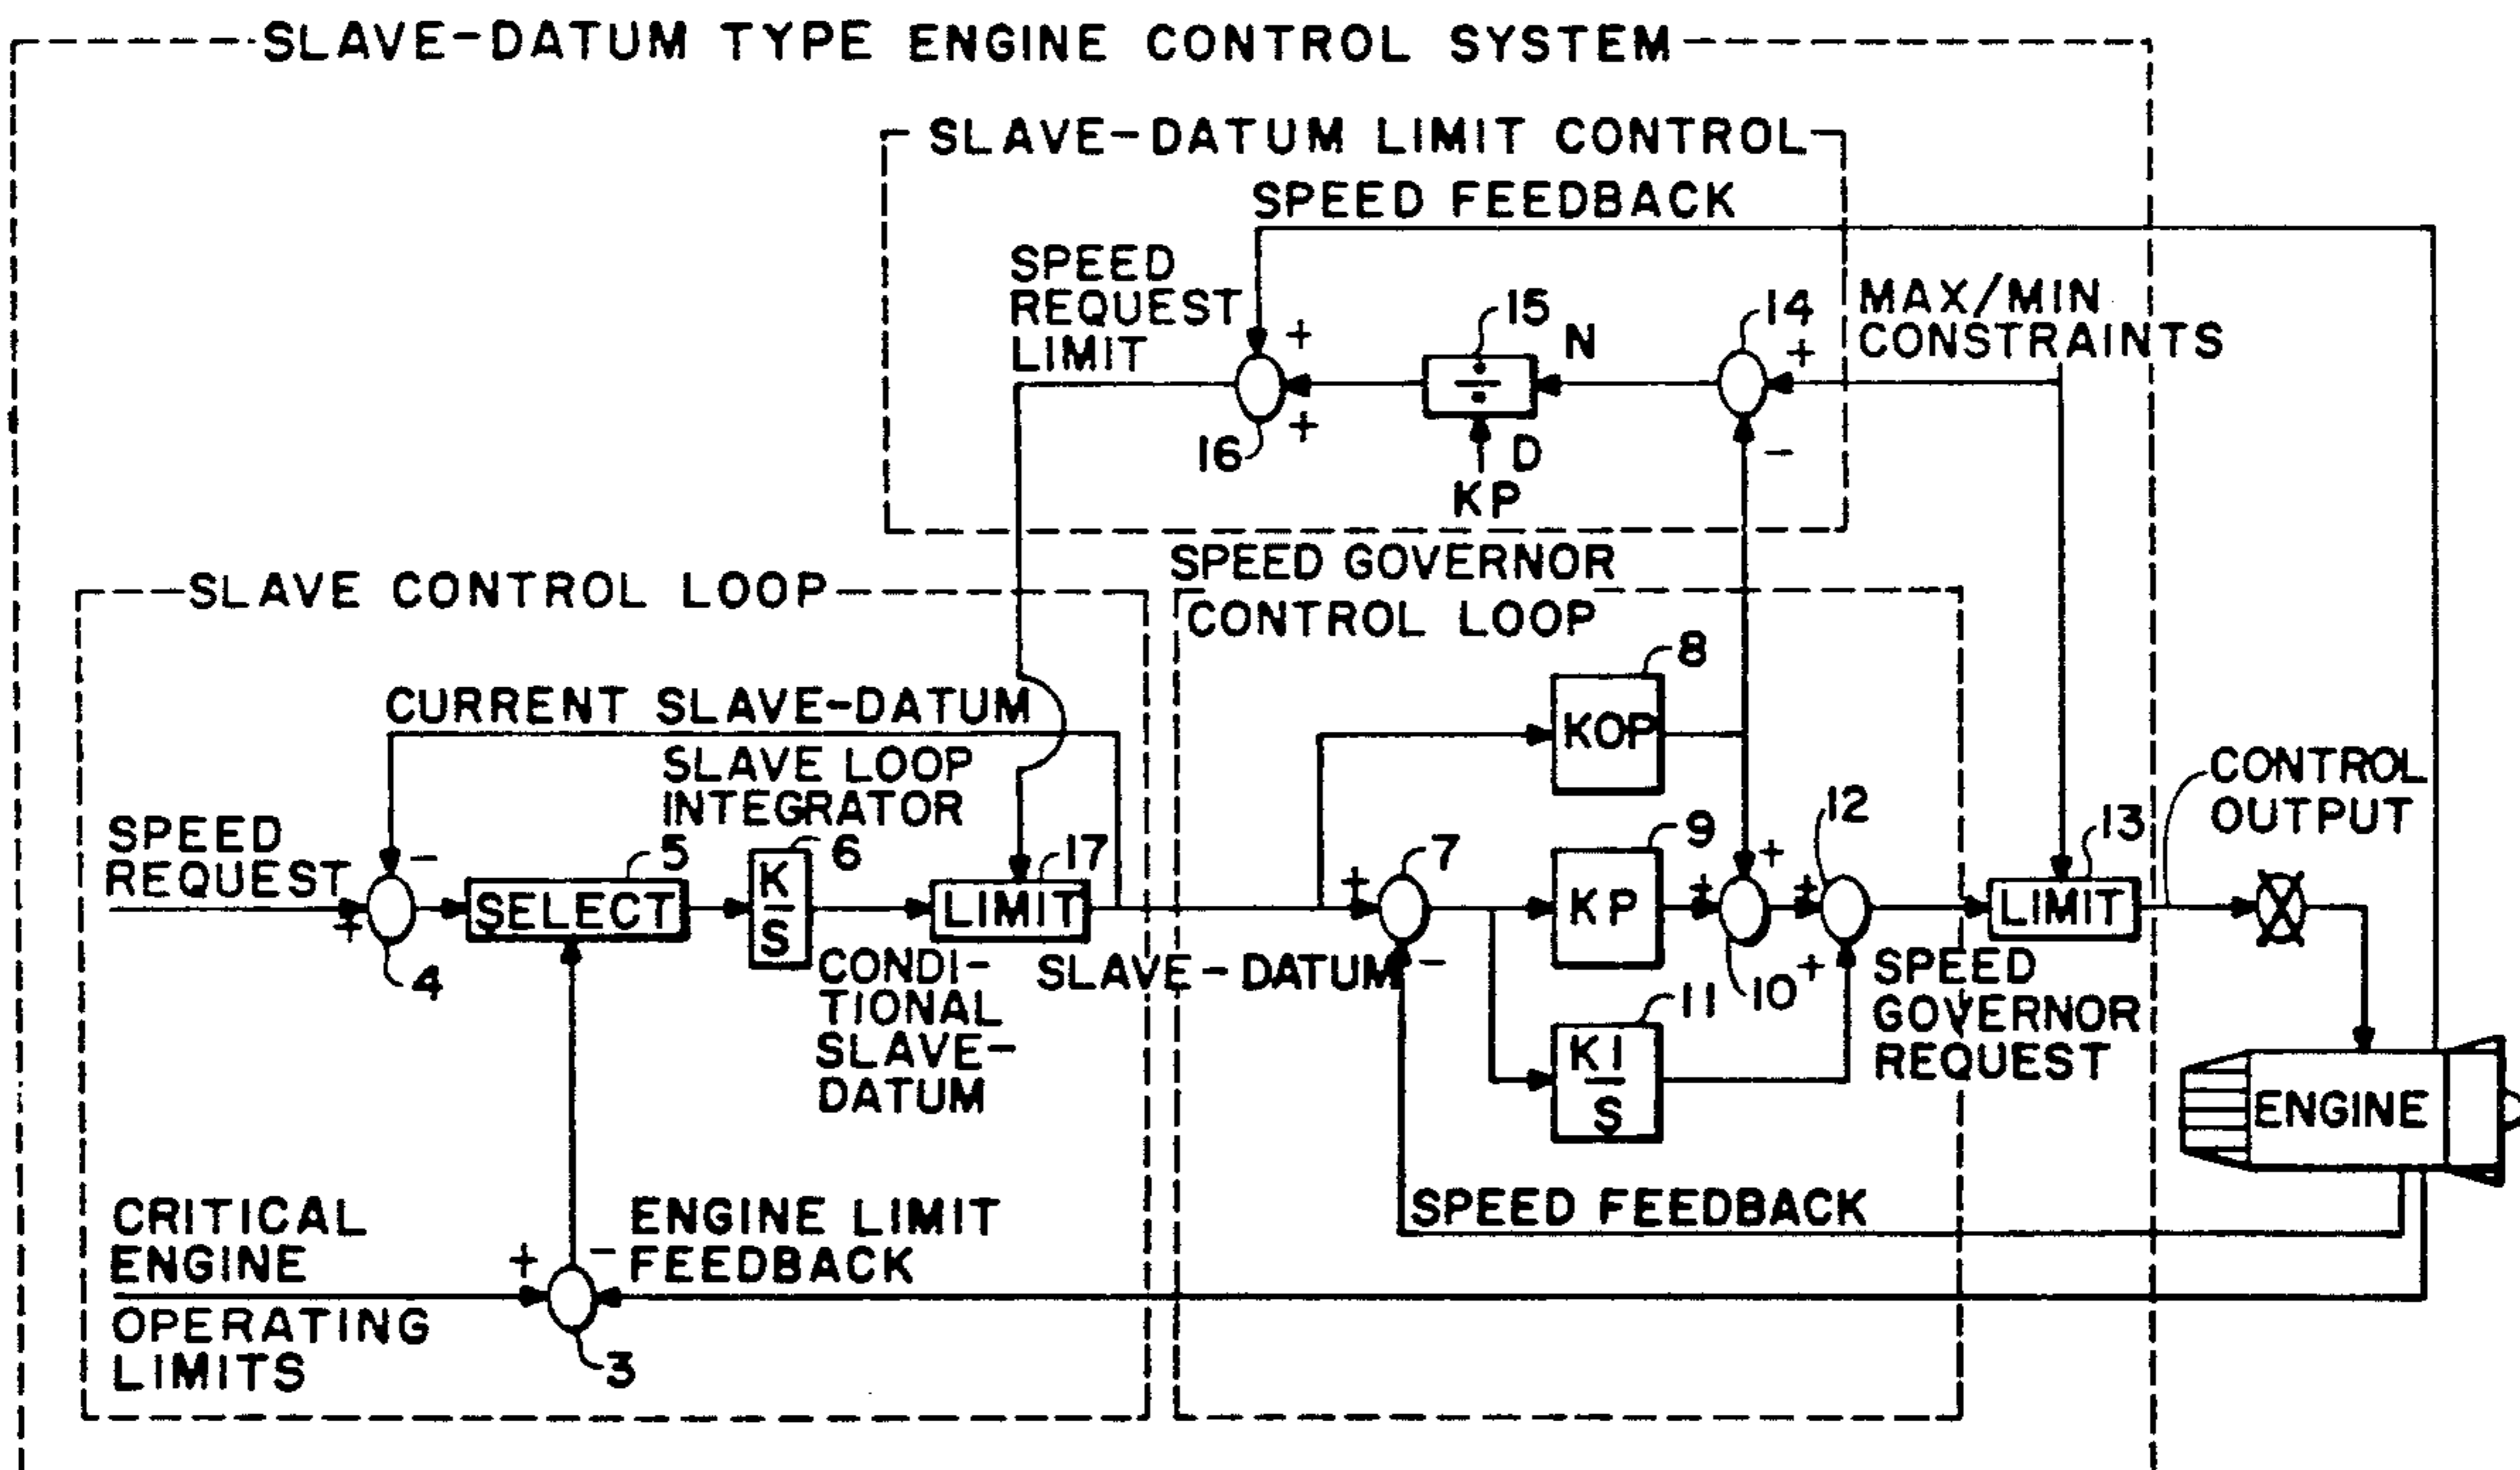 SLAVE-DATUM TYPE ENGINE CONTROL SYSTEM
SLAVE-DATUM LIMIT CONTROL
SPEED FEEDBACK
SPEED
REQUEST
LIMIT
16
15
N
÷
D
KP
14
+
-
+
+
MAX/MIN
CONSTRAINTS
SLAVE CONTROL LOOP
CURRENT SLAVE-DATUM
SLAVE LOOP
INTEGRATOR
SPEED
REQUEST
+
-
4
SELECT
5
K
S
6
LIMIT
17
CONDI-
TIONAL
SLAVE-
DATUM
SLAVE-DATUM
CRITICAL
ENGINE
OPERATING
LIMITS
+
-
3
ENGINE LIMIT
FEEDBACK
SPEED GOVERNOR
CONTROL LOOP
KOP
8
+
-
7
KP
9
+
+
10
KI
S
11
+
+
12
SPEED
GOVERNOR
REQUEST
SPEED FEEDBACK
LIMIT
13
CONTROL
OUTPUT
ENGINE